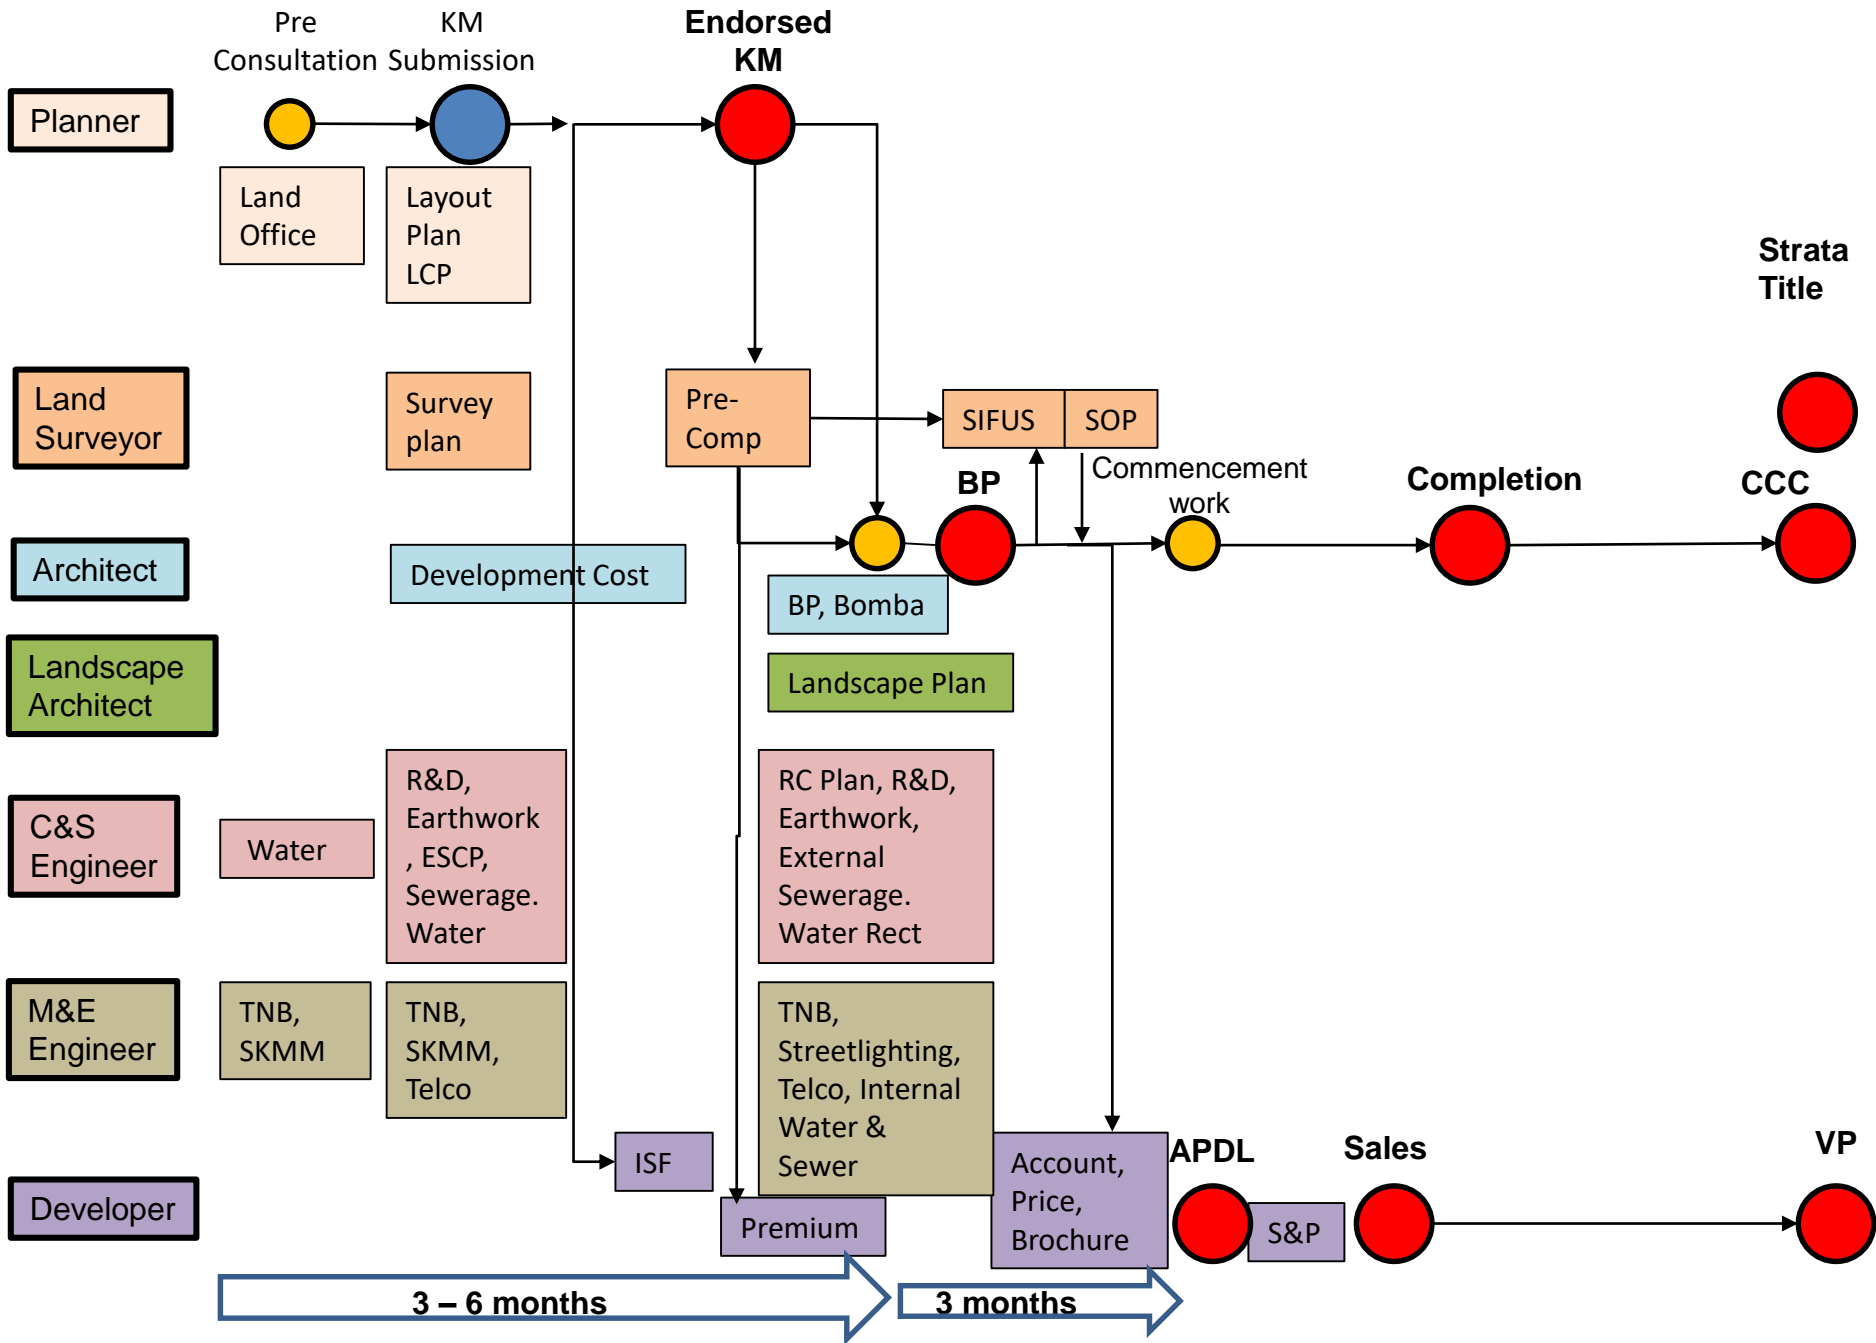 Pre
Consultation
KM
Submission
Endorsed
KM
Planner
Land
Office
Layout
Plan
LCP
Strata
Title
Land
Surveyor
Survey
plan
Pre-
Comp
SIFUS
SOP
Commencement
work
BP
Completion
CCC
Architect
Development Cost
BP, Bomba
Landscape
Architect
Landscape Plan
C&S
Engineer
Water
R&D,
Earthwork
, ESCP,
Sewerage.
Water
RC Plan, R&D,
Earthwork,
External
Sewerage.
Water Rect
M&E
Engineer
TNB,
SKMM
TNB,
SKMM,
Telco
TNB,
Streetlighting,
Telco, Internal
Water &
Sewer
Developer
ISF
Premium
Account,
Price,
Brochure
APDL
S&P
Sales
VP
3 – 6 months
3 months